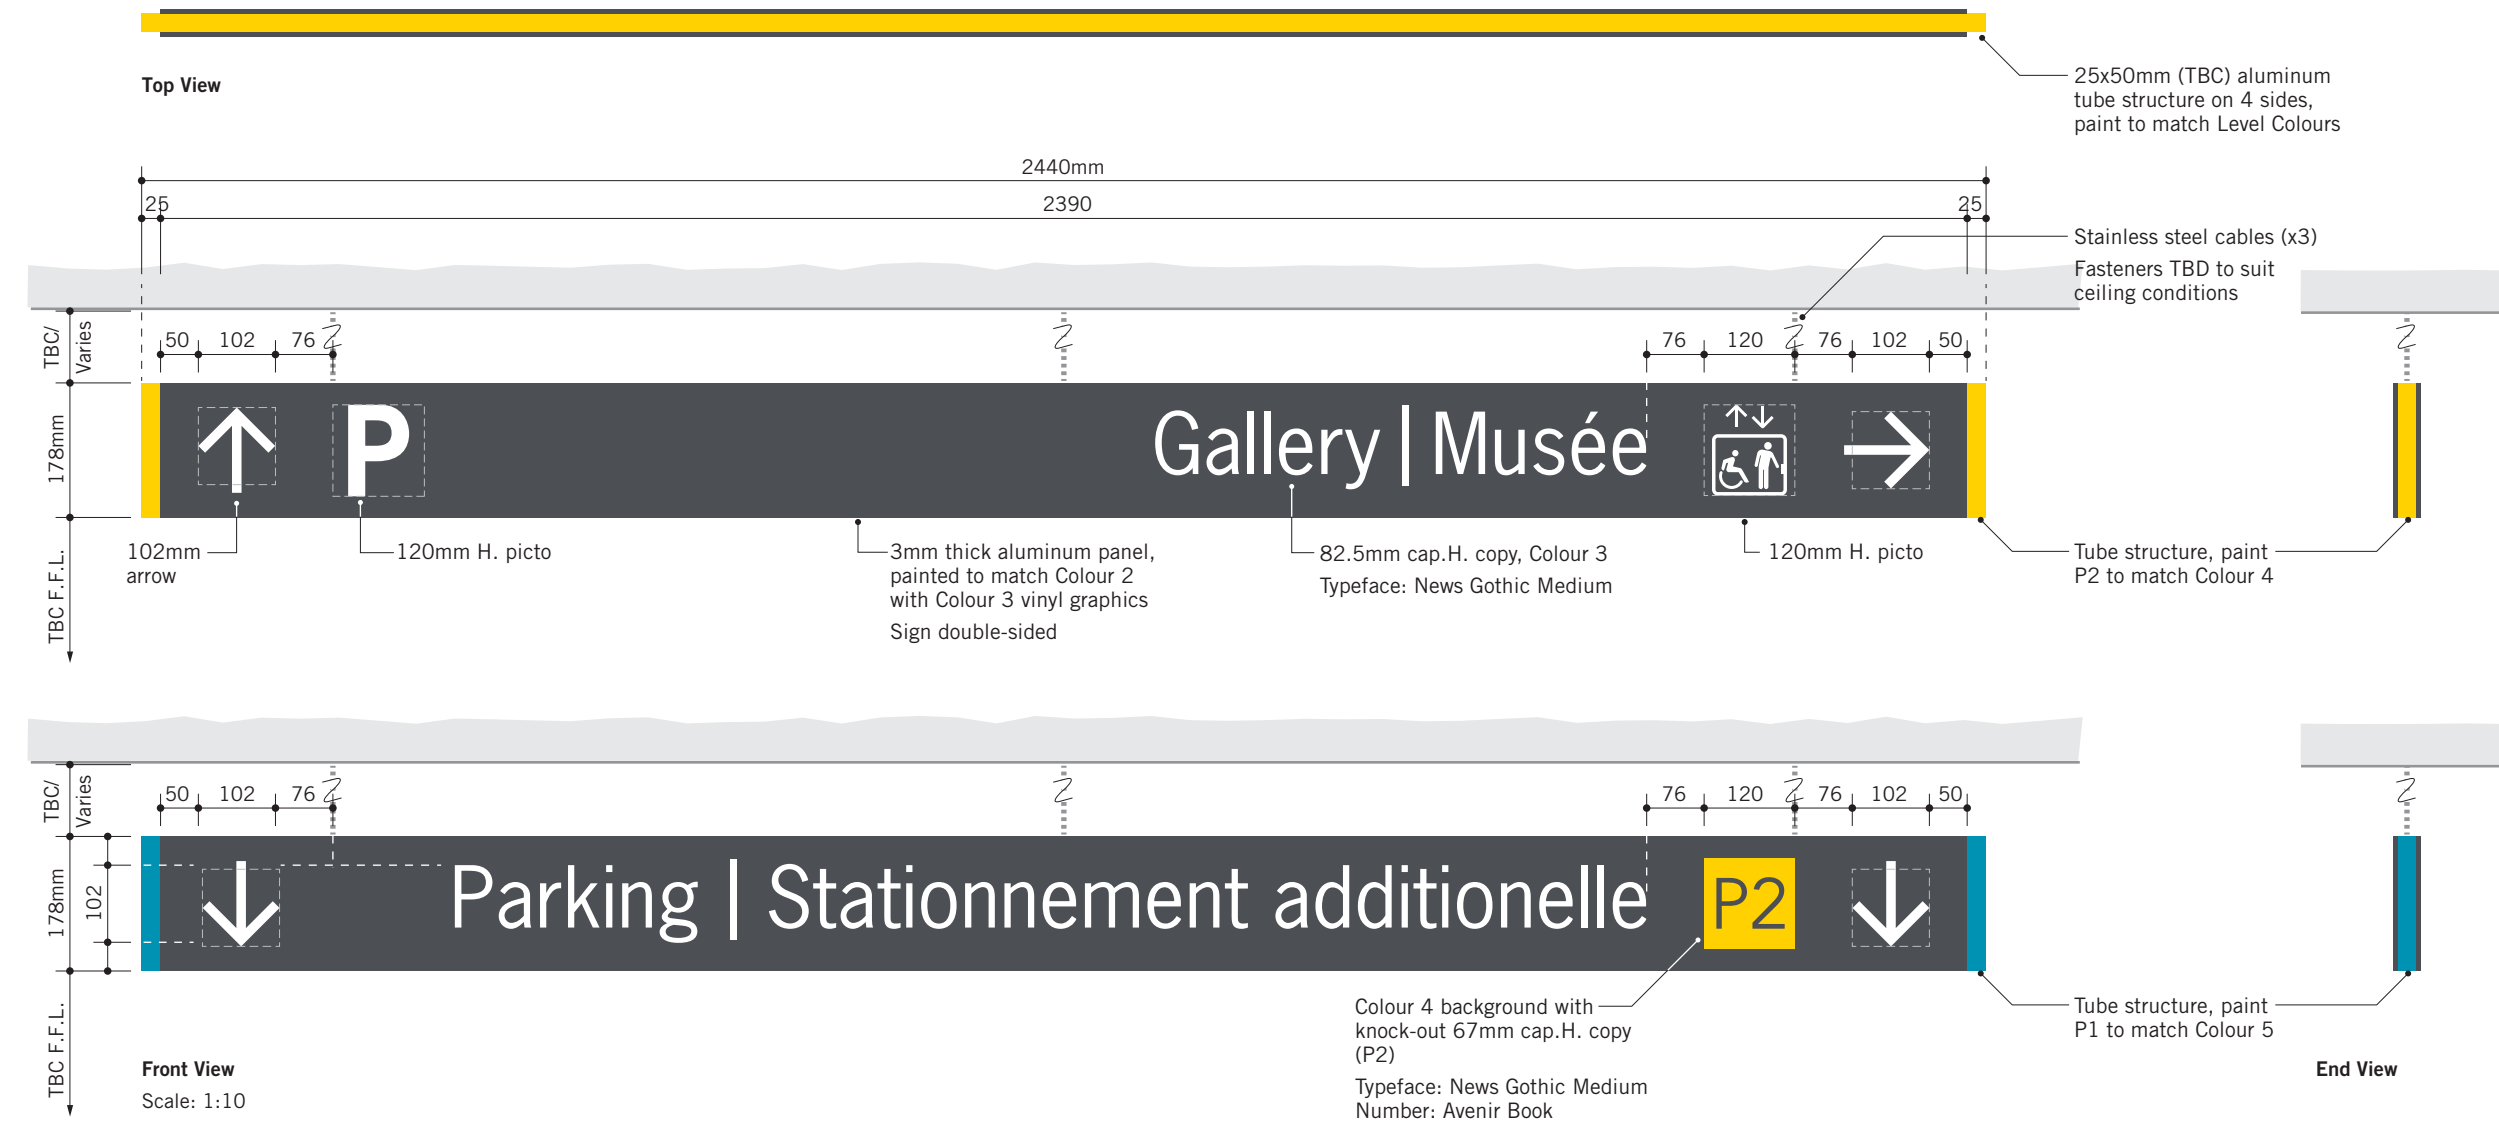 Top View
25x50mm (TBC) aluminum
tube structure on 4 sides,
paint to match Level Colours
2440mm
25
2390
25
Stainless steel cables (x3)
Fasteners TBD to suit
ceiling conditions
TBC/
Varies
50
102
76
76
120
76
102
50
178mm
P
Gallery | Musée
102mm
arrow
120mm H. picto
3mm thick aluminum panel,
painted to match Colour 2
with Colour 3 vinyl graphics
Sign double-sided
82.5mm cap.H. copy, Colour 3
Typeface: News Gothic Medium
120mm H. picto
Tube structure, paint
P2 to match Colour 4
TBC F.F.L.
TBC/
Varies
50
102
76
76
120
76
102
50
178mm
102
Parking | Stationnement additionelle
P2
Colour 4 background with
knock-out 67mm cap.H. copy
(P2)
Typeface: News Gothic Medium
Number: Avenir Book
Tube structure, paint
P1 to match Colour 5
TBC F.F.L.
Front View
Scale: 1:10
End View